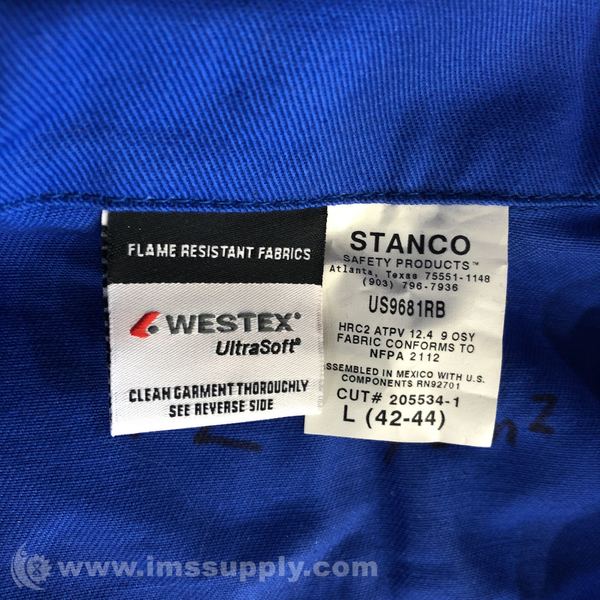 FLAME RESISTANT FABRICS
WESTEX®
UltraSoft®
CLEAN GARMENT THOROUGHLY
SEE REVERSE SIDE
STANCO
SAFETY PRODUCTS™
Atlanta, Texas 75551-1148
(903) 796-7936
US9681RB
HRC2 ATPV 12.4 9 OSY
FABRIC CONFORMS TO
NFPA 2112
ASSEMBLED IN MEXICO WITH U.S.
COMPONENTS RN92701
CUT# 205534-1
L (42-44)
www.imssupply.com/